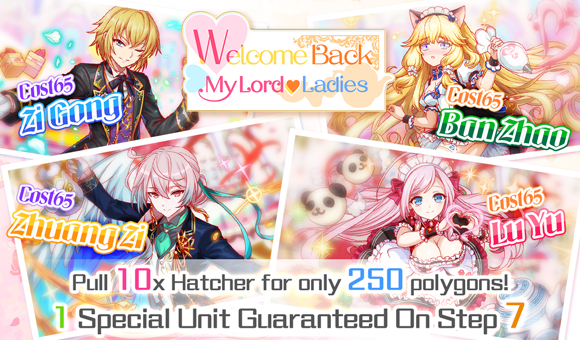 Welcome Back
My Lord♥Ladies
Cost65
Zi Gong
Cost65
Ban Zhao
Cost65
Zhuang Zi
Cost65
Lu Yu
Pull 10x Hatcher for only 250 polygons!
1 Special Unit Guaranteed On Step 7